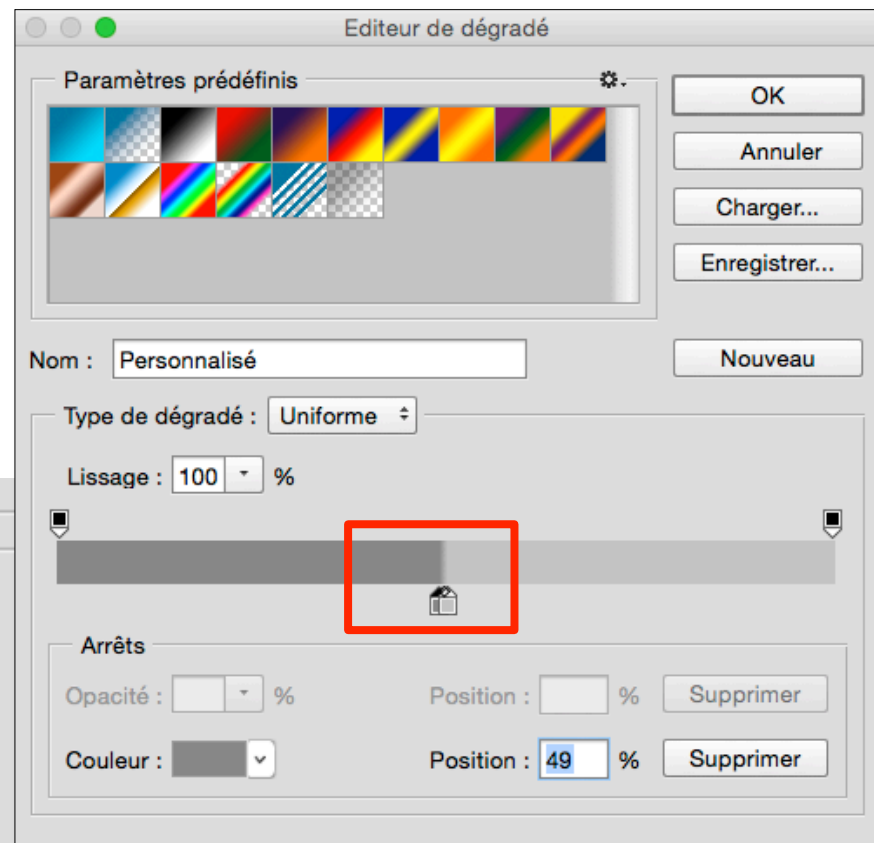 Editeur de dégradé
Paramètres prédéfinis
OK
Annuler
Charger...
Enregistrer...
Nom : Personnalisé
Nouveau
Type de dégradé : Uniforme
Lissage : 100 %
Arrêts
Opacité : % Position : % Supprimer
Couleur : Position : 49 % Supprimer